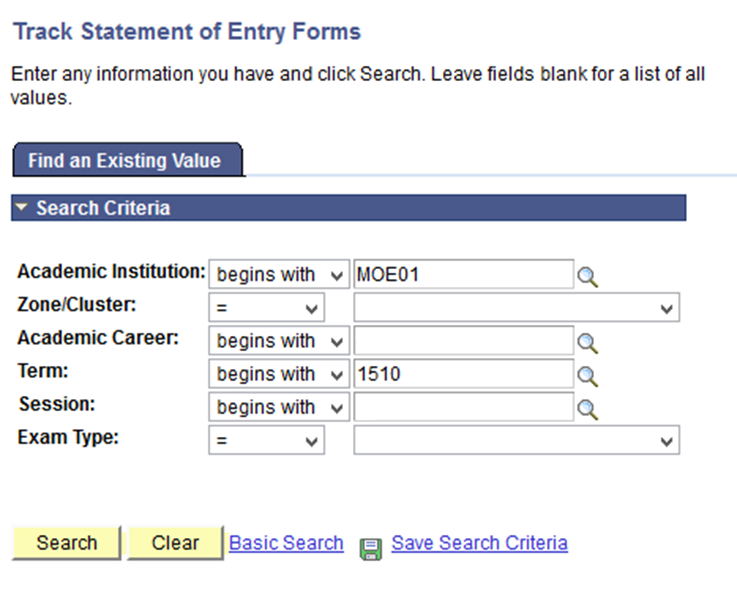 Track Statement of Entry Forms
Enter any information you have and click Search. Leave fields blank for a list of all
values.
Find an Existing Value
Search Criteria
Academic Institution: begins with MOE01
Zone/Cluster: =
Academic Career: begins with
Term: begins with 1510
Session: begins with
Exam Type: =
Search Clear Basic Search Save Search Criteria